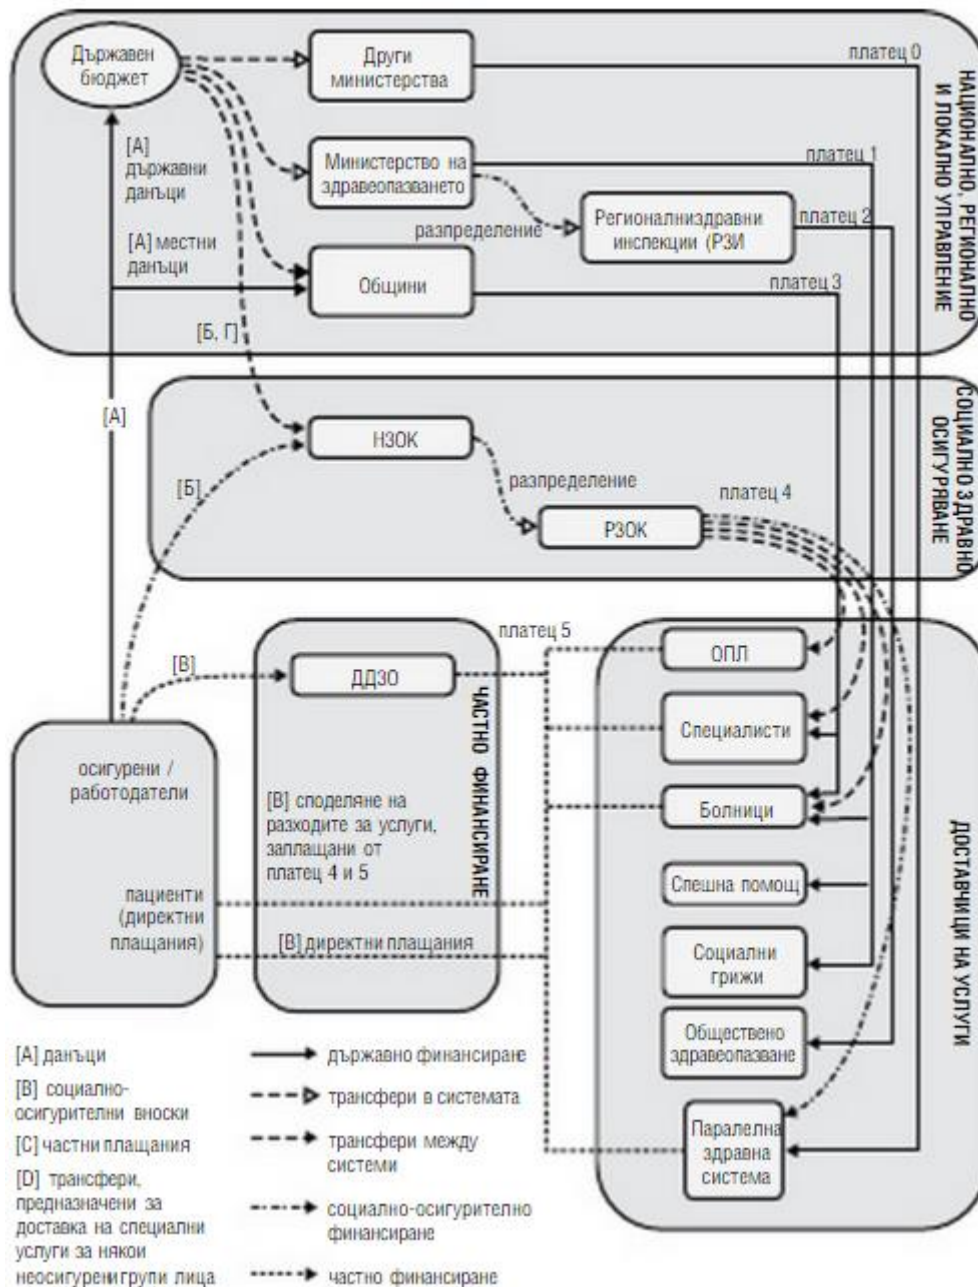 Държавен
бюджет
Други
министерства
платец 0
[А]
държавни
данъци
Министерство на
здравеопазването
платец 1
разпределение
Регионалниздравни
инспекции (РЗИ
платец 2
[А] местни
данъци
Общини
платец 3
НАЦИОНАЛНО, РЕГИОНАЛНО
И ЛОКАЛНО УПРАВЛЕНИЕ
[Б, Г]
[А]
НЗОК
[Б]
разпределение
платец 4
РЗОК
СОЦИАЛНО ЗДРАВНО
ОСИГУРЯВАНЕ
платец 5
[В]
ДДЗО
ЧАСТНО ФИНАНСИРАНЕ
ОПЛ
Специалисти
осигурени /
работодатели
[В] споделяне на
разходите за услуги,
заплащани от
платец 4 и 5
Болници
Спешна помощ
пациенти
(директни
плащания)
[В] директни плащания
Социални
грижи
Обществено
здравеопазване
Паралелна
здравна
система
ДОСТАВЧИЦИ НА УСЛУГИ
[А] данъци
[В] социално-
осигурителни
вноски
[С] частни плащания
[D] трансфери,
предназначени за
доставка на специални
услуги за някои
неосигурени групи лица
държавно финансиране
трансфери в системата
трансфери между
системи
социално-осигурително
финансиране
частно финансиране